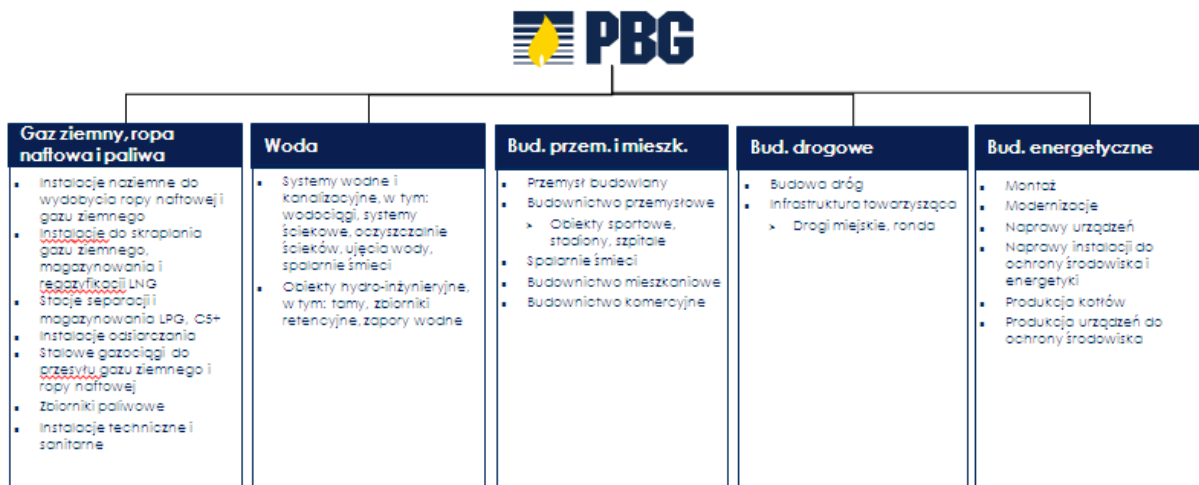 PBG
Gaz ziemny, ropa
naftowa i paliwa
Instalacje naziemne do
wydobycia ropy naftowej i
gazu ziemnego
Instalacje do skraplania
gazu ziemnego,
magazynowania i
regazyfikacji LNG
Stacje separacji i
magazynowania LPG, C5+
Instalacje odsiarczania
Stalowe gazociągi do
przesyłu gazu ziemnego i
ropy naftowej
Zbiorniki paliwowe
Instalacje techniczne i
sanitarne
Woda
Systemy wodne i
kanalizacyjne, w tym:
wodociągi, systemy
ściekowe, oczyszczalnie
ścieków, ujęcia wody,
spalarnie śmieci
Obiekty hydro-inżynieryjne,
w tym: tamy, zbiorniki
retencyjne, zapory wodne
Bud. przem. i mieszk.
Przemysł budowlany
Budownictwo przemysłowe
Obiekty sportowe,
stadiony, szpitale
Spalarnie śmieci
Budownictwo mieszkaniowe
Budownictwo komercyjne
Bud. drogowe
Budowa dróg
Infrastruktura towarzysząca
Drogi miejskie, ronda
Bud. energetyczne
Montaż
Modernizacje
Naprawy urządzeń
Naprawy instalacji do
ochrony środowiska i
energetyki
Produkcja kotłów
Produkcja urządzeń do
ochrony środowiska